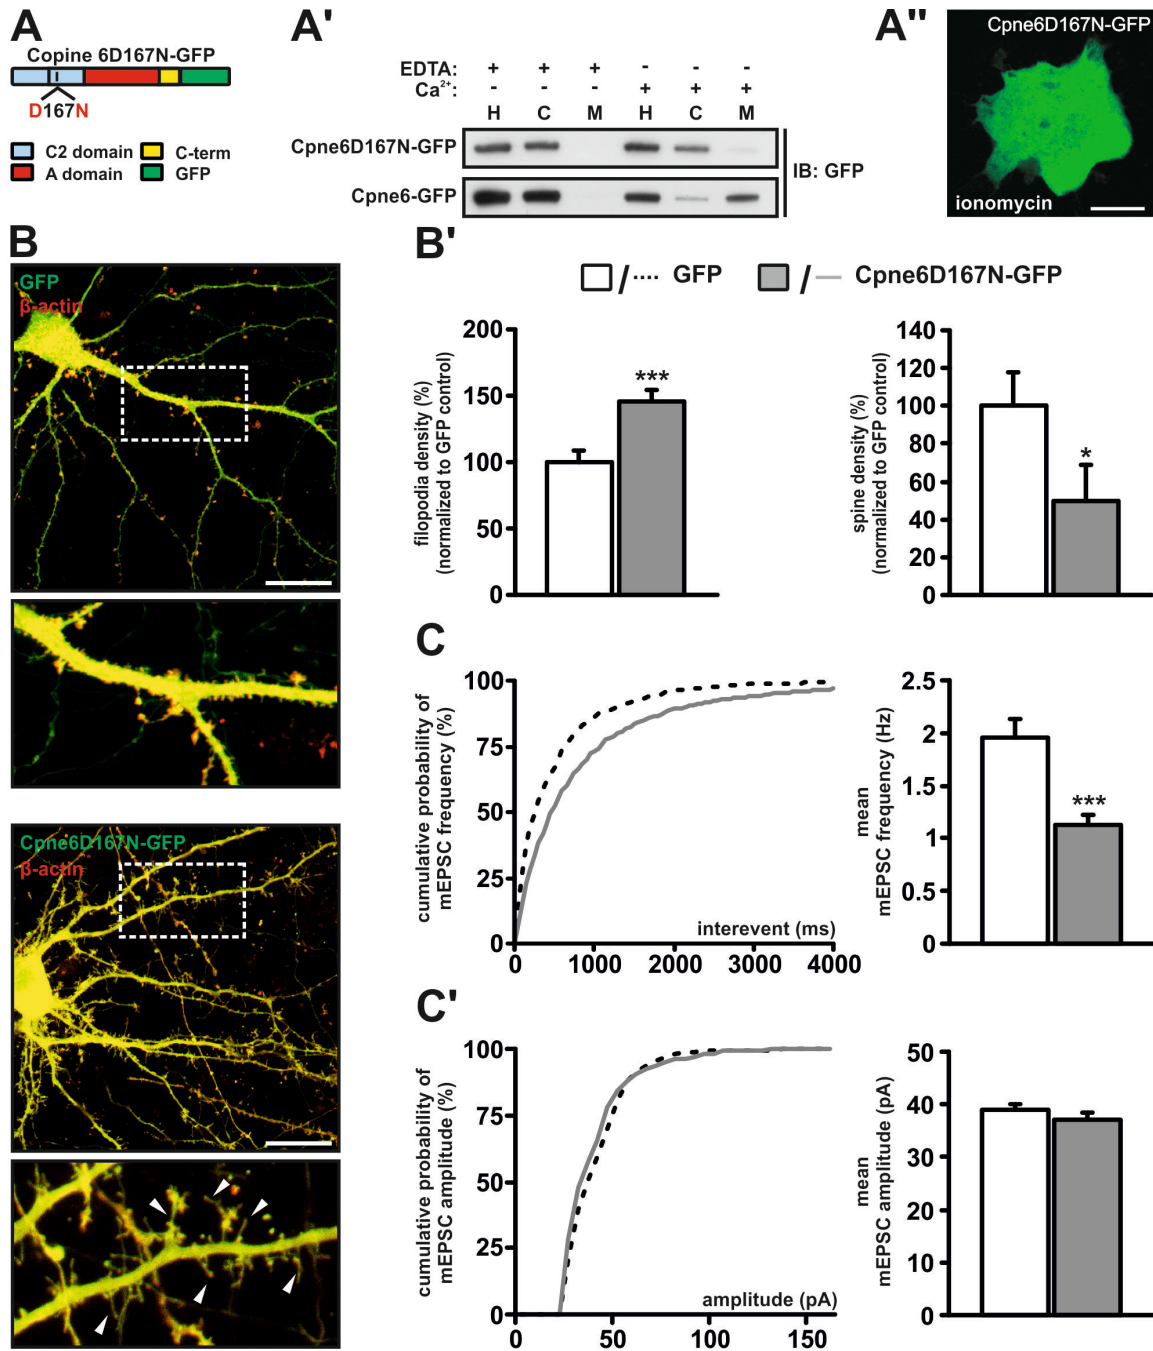 A
Copine 6D167N-GFP
D167N
C2 domain
C-term
A domain
GFP
A'
EDTA: + + + - - -
Ca²⁺: - - - + + +
H C M H C M
Cpne6D167N-GFP
Cpne6-GFP
IB: GFP
A"
Cpne6D167N-GFP
ionomycin
B
GFP
β-actin
Cpne6D167N-GFP
β-actin
B'
/ GFP
/ Cpne6D167N-GFP
filopodia density (%)
(normalized to GFP control)
200
150
100
50
0
***
spine density (%)
(normalized to GFP control)
140
120
100
80
60
40
20
0
*
C
cumulative probability of
mEPSC frequency (%)
100
75
50
25
0
interevent (ms)
0 1000 2000 3000 4000
mean
mEPSC frequency (Hz)
2.5
2
1.5
1
0.5
0
***
C'
cumulative probability of
mEPSC amplitude (%)
100
75
50
25
0
amplitude (pA)
0 50 100 150
mean
mEPSC amplitude (pA)
50
40
30
20
10
0